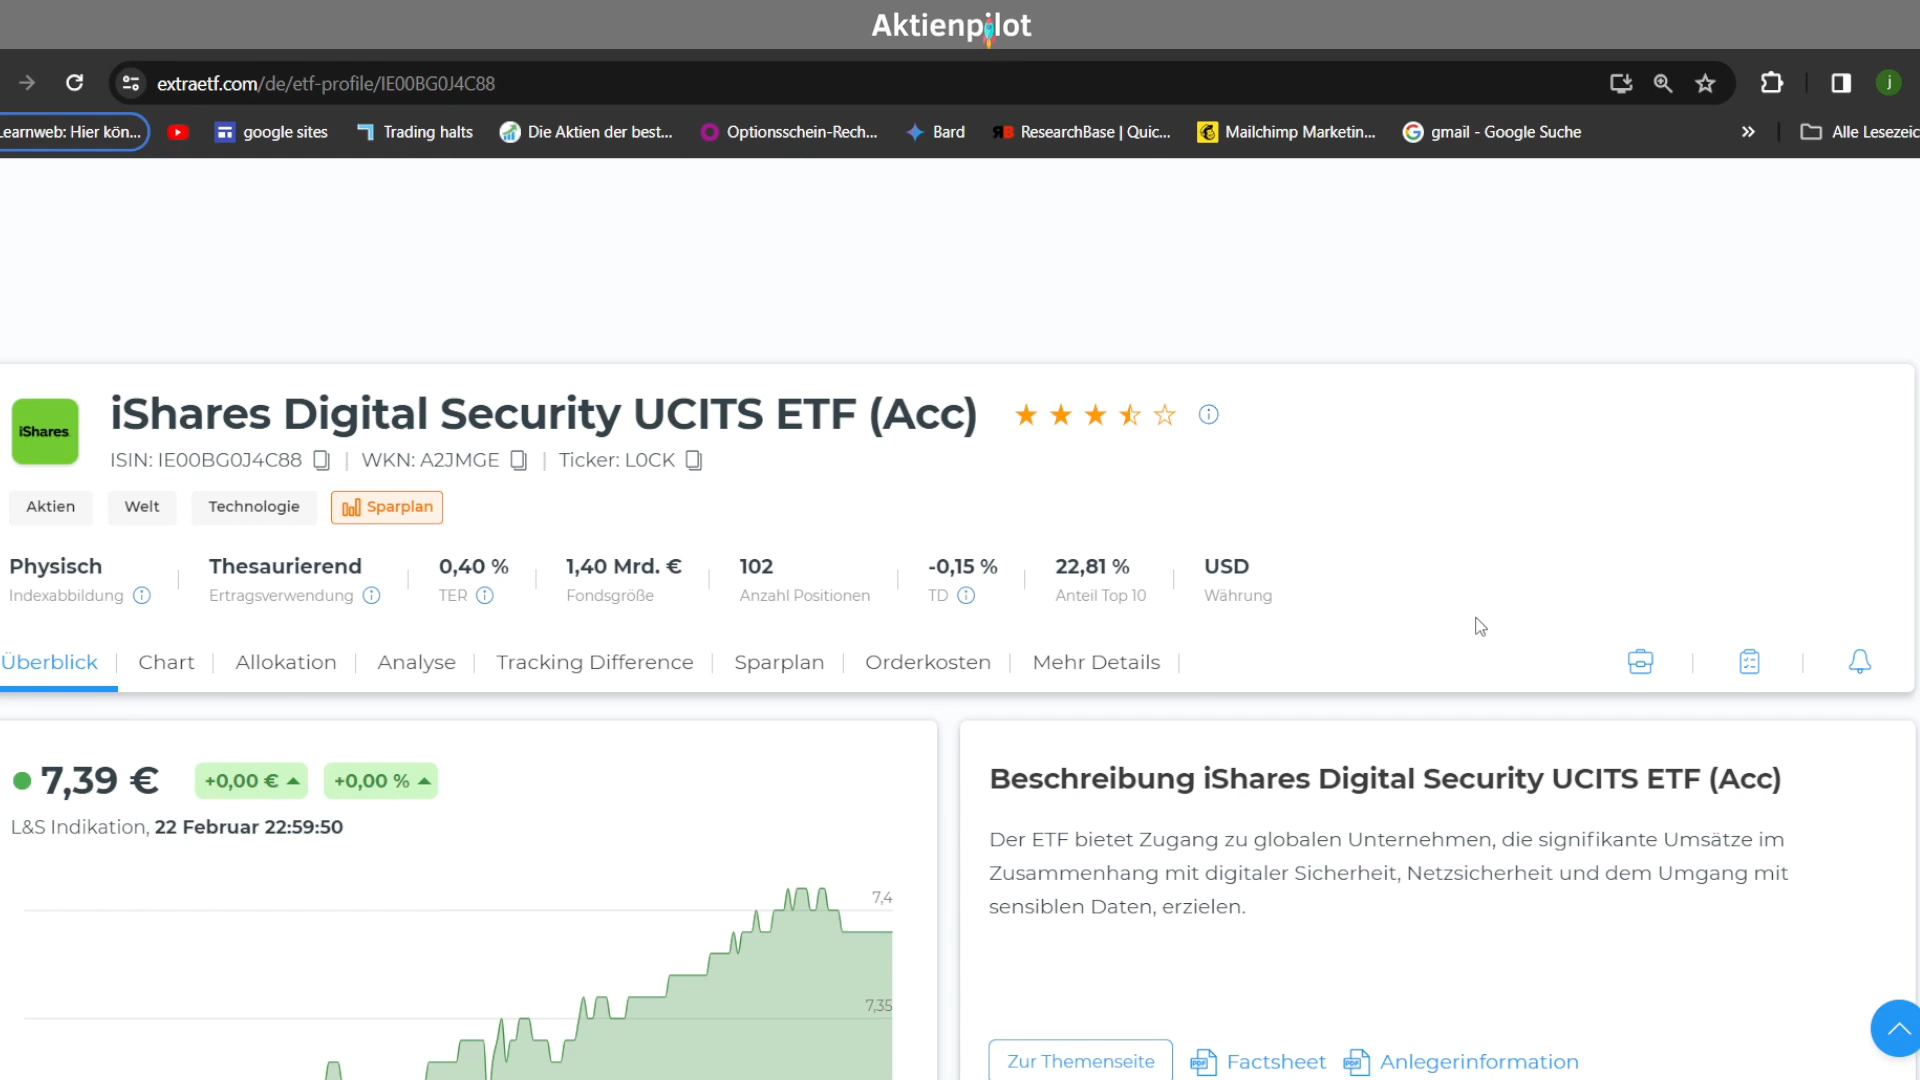 Aktienpilot
extraetf.com/de/etf-profile/IE00BG0J4C88
j
Learnweb: Hier kön...
google sites
Trading halts
Die Aktien der best...
Optionsschein-Rech...
Bard
RB ResearchBase | Quic...
Mailchimp Marketin...
gmail - Google Suche
Alle Lesezeic
iShares
iShares Digital Security UCITS ETF (Acc)
ISIN: IE00BG0J4C88 | WKN: A2JMGE | Ticker: L0CK
Aktien Welt Technologie Sparplan
Physisch Thesaurierend 0,40 % 1,40 Mrd. € 102 -0,15 % 22,81 % USD
Indexabbildung Ertragsverwendung TER Fondsgröße Anzahl Positionen TD Anteil Top 10 Währung
Überblick Chart Allokation Analyse Tracking Difference Sparplan Orderkosten Mehr Details
7,39 € +0,00 € +0,00 %
L&S Indikation, 22 Februar 22:59:50
7,4
7,35
Beschreibung iShares Digital Security UCITS ETF (Acc)
Der ETF bietet Zugang zu globalen Unternehmen, die signifikante Umsätze im
Zusammenhang mit digitaler Sicherheit, Netzsicherheit und dem Umgang mit
sensiblen Daten, erzielen.
Zur Themenseite PDF Factsheet PDF Anlegerinformation